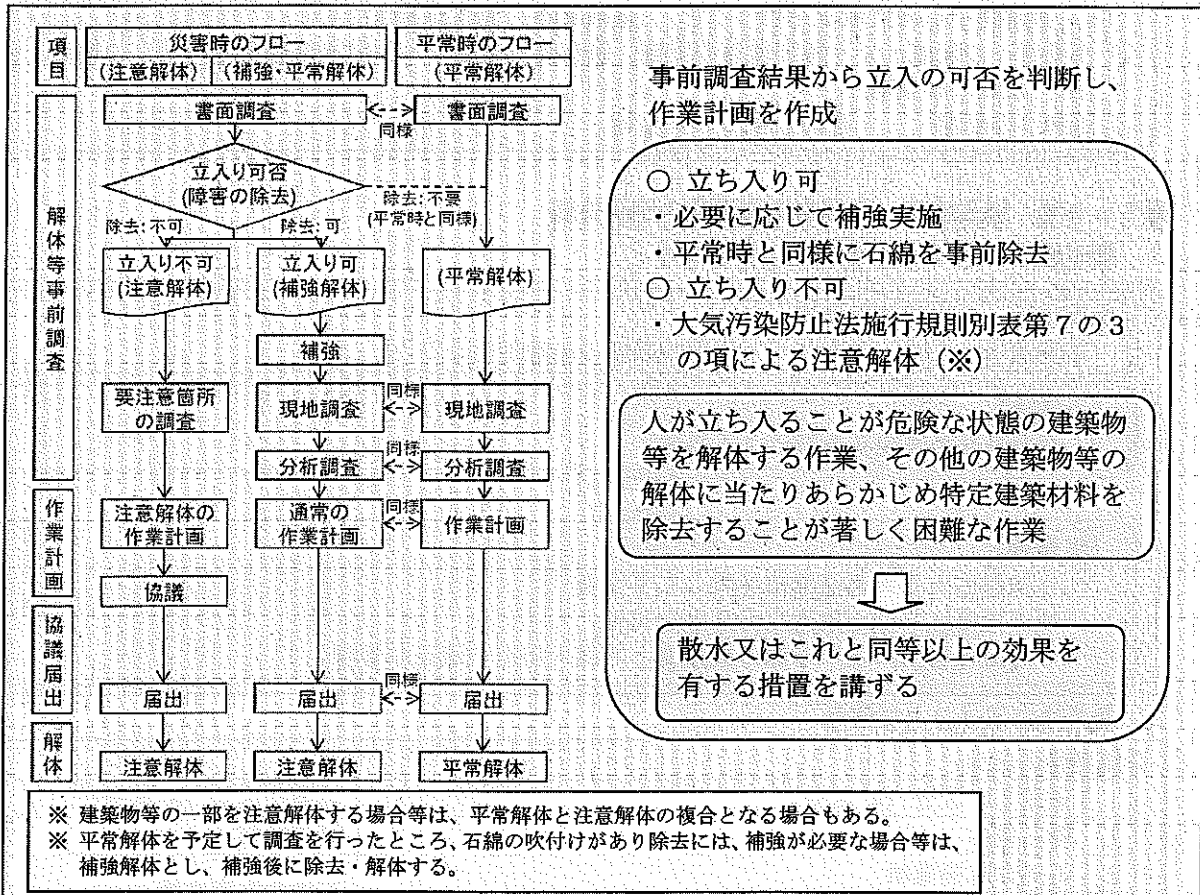 項目
災害時のフロー
平常時のフロー
(注意解体)
(補強・平常解体)
(平常解体)
解体等事前調査
書面調査
同様
書面調査
立入り可否
(障害の除去)
除去:不要
(平常時と同様)
除去:不可
除去:可
立入り不可
(注意解体)
立入り可
(補強解体)
(平常解体)
補強
要注意箇所
の調査
現地調査
同様
現地調査
分析調査
同様
分析調査
作業計画
注意解体の
作業計画
通常の
作業計画
同様
作業計画
協議
協議届出
届出
届出
同様
届出
解体
注意解体
注意解体
平常解体
事前調査結果から立入の可否を判断し、
作業計画を作成
○ 立ち入り可
・必要に応じて補強実施
・平常時と同様に石綿を事前除去
○ 立ち入り不可
・大気汚染防止法施行規則別表第7の3
の項による注意解体(※)
人が立ち入ることが危険な状態の建築物
等を解体する作業、その他の建築物等の
解体に当たりあらかじめ特定建築材料を
除去することが著しく困難な作業
散水又はこれと同等以上の効果を
有する措置を講ずる
※ 建築物等の一部を注意解体する場合等は、平常解体と注意解体の複合となる場合もある。
※ 平常解体を予定して調査を行ったところ、石綿の吹付けがあり除去には、補強が必要な場合等は、
補強解体とし、補強後に除去・解体する。